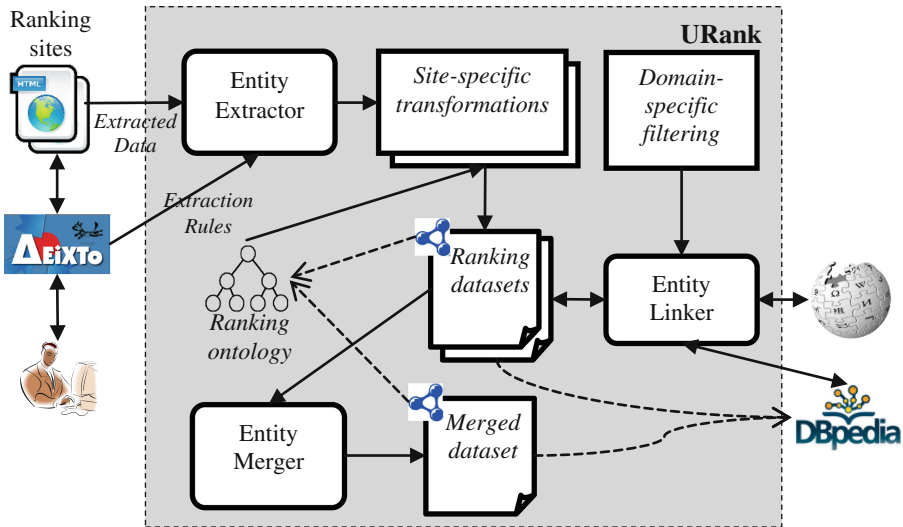 Ranking
sites
URank
HTML
Entity
Extractor
Site-specific
transformations
Domain-
specific
filtering
Extracted
Data
Extraction
Rules
ΔEiXTo
Ranking
datasets
Entity
Linker
Ranking
ontology
Entity
Merger
Merged
dataset
DBpedia